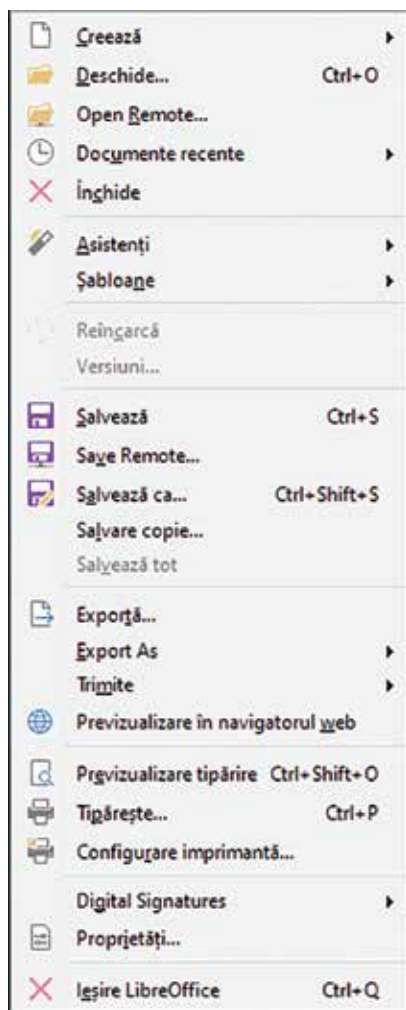 Creează
Deschide... Ctrl+O
Open Remote...
Documente recente
Închide
Asistenți
Șabloane
Reîncarcă
Versiuni...
Salvează Ctrl+S
Save Remote...
Salvează ca... Ctrl+Shift+S
Salvare copie...
Salvează tot
Exportă...
Export As
Trimite
Previzualizare în navigatorul web
Previzualizare tipărire Ctrl+Shift+O
Tipărește... Ctrl+P
Configurare imprimantă...
Digital Signatures
Proprietăți...
Ieșire LibreOffice Ctrl+Q